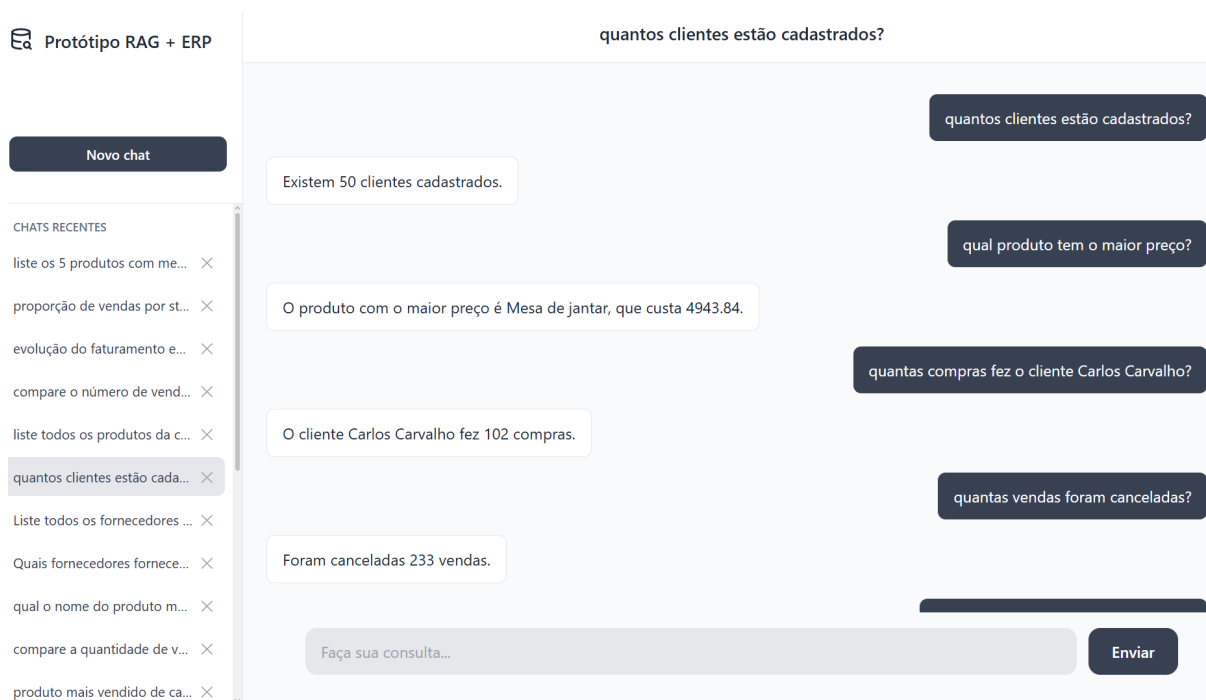 Protótipo RAG + ERP
Novo chat
CHATS RECENTES
liste os 5 produtos com me...
proporção de vendas por st...
evolução do faturamento e...
compare o número de vend...
liste todos os produtos da c...
quantos clientes estão cada...
Liste todos os fornecedores ...
Quais fornecedores fornece...
qual o nome do produto m...
compare a quantidade de v...
produto mais vendido de ca...
quantos clientes estão cadastrados?
quantos clientes estão cadastrados?
Existem 50 clientes cadastrados.
qual produto tem o maior preço?
O produto com o maior preço é Mesa de jantar, que custa 4943.84.
quantas compras fez o cliente Carlos Carvalho?
O cliente Carlos Carvalho fez 102 compras.
quantas vendas foram canceladas?
Foram canceladas 233 vendas.
Faça sua consulta...
Enviar